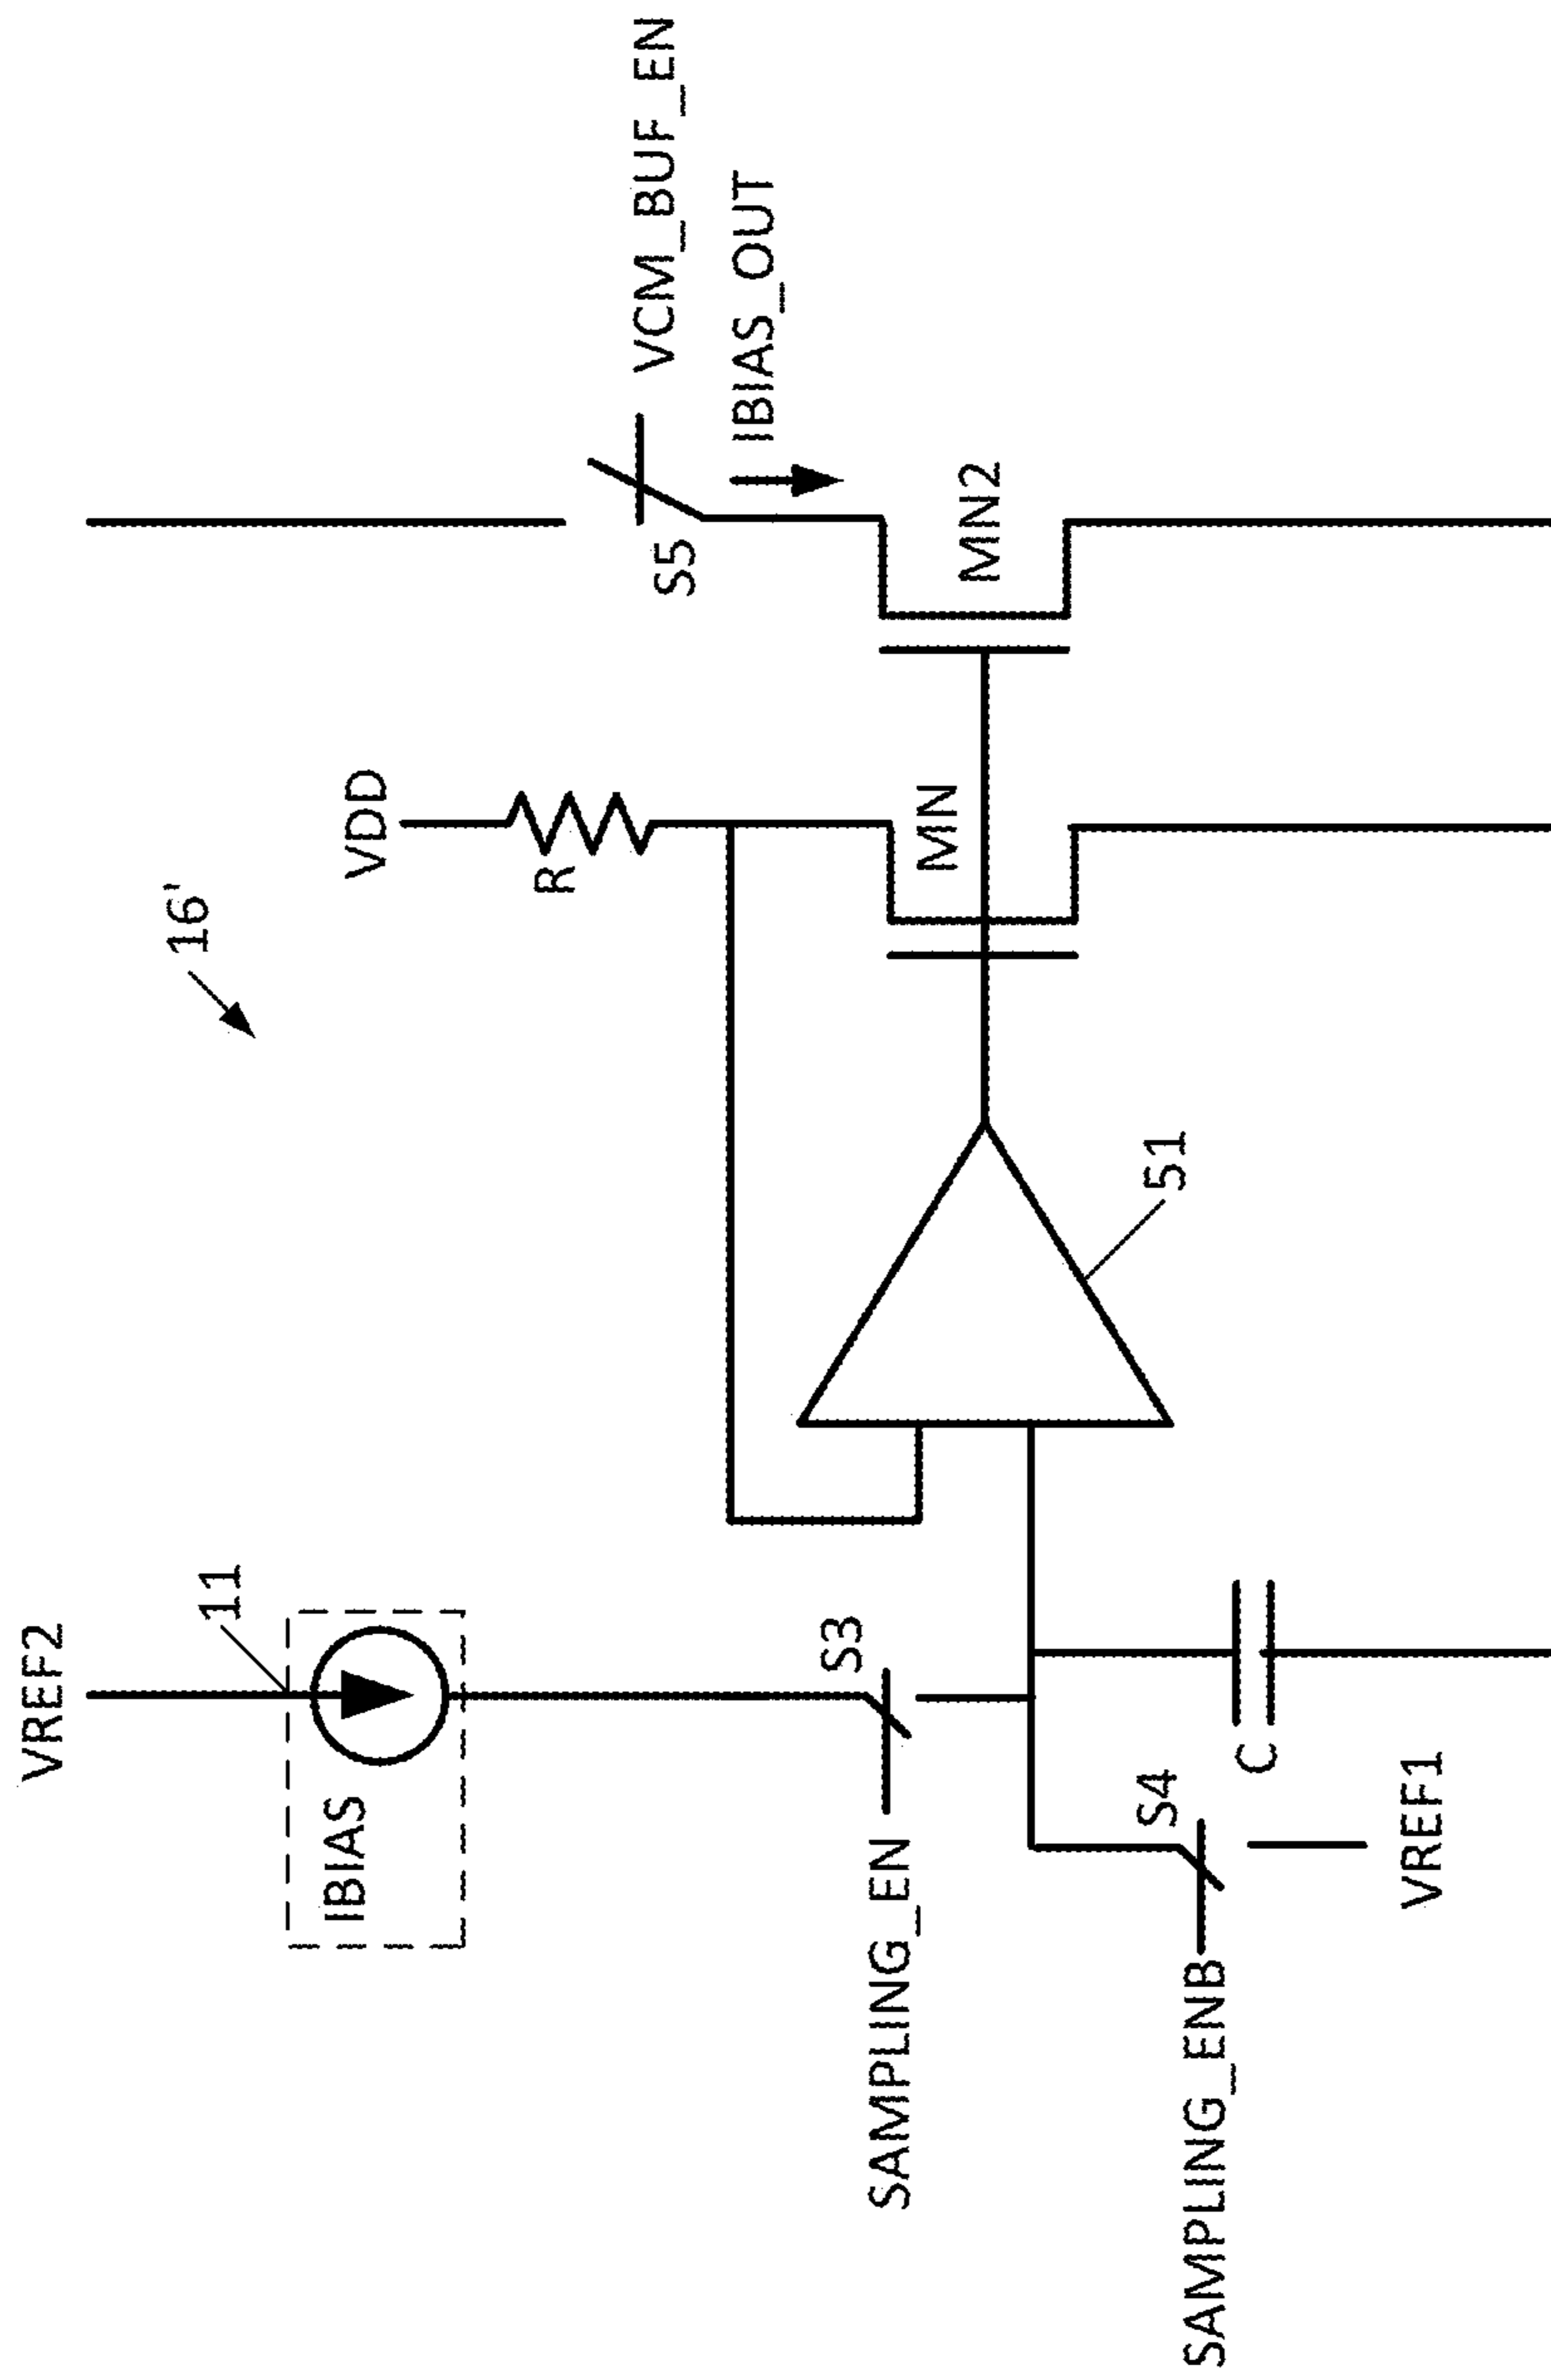 VREF2
11
IBIAS
16'
VDD
R
VCM_BUF_EN
S5
IBIAS_OUT
S3
SAMPLING_EN
MN
MN2
S4
SAMPLING_ENB
C
51
VREF1